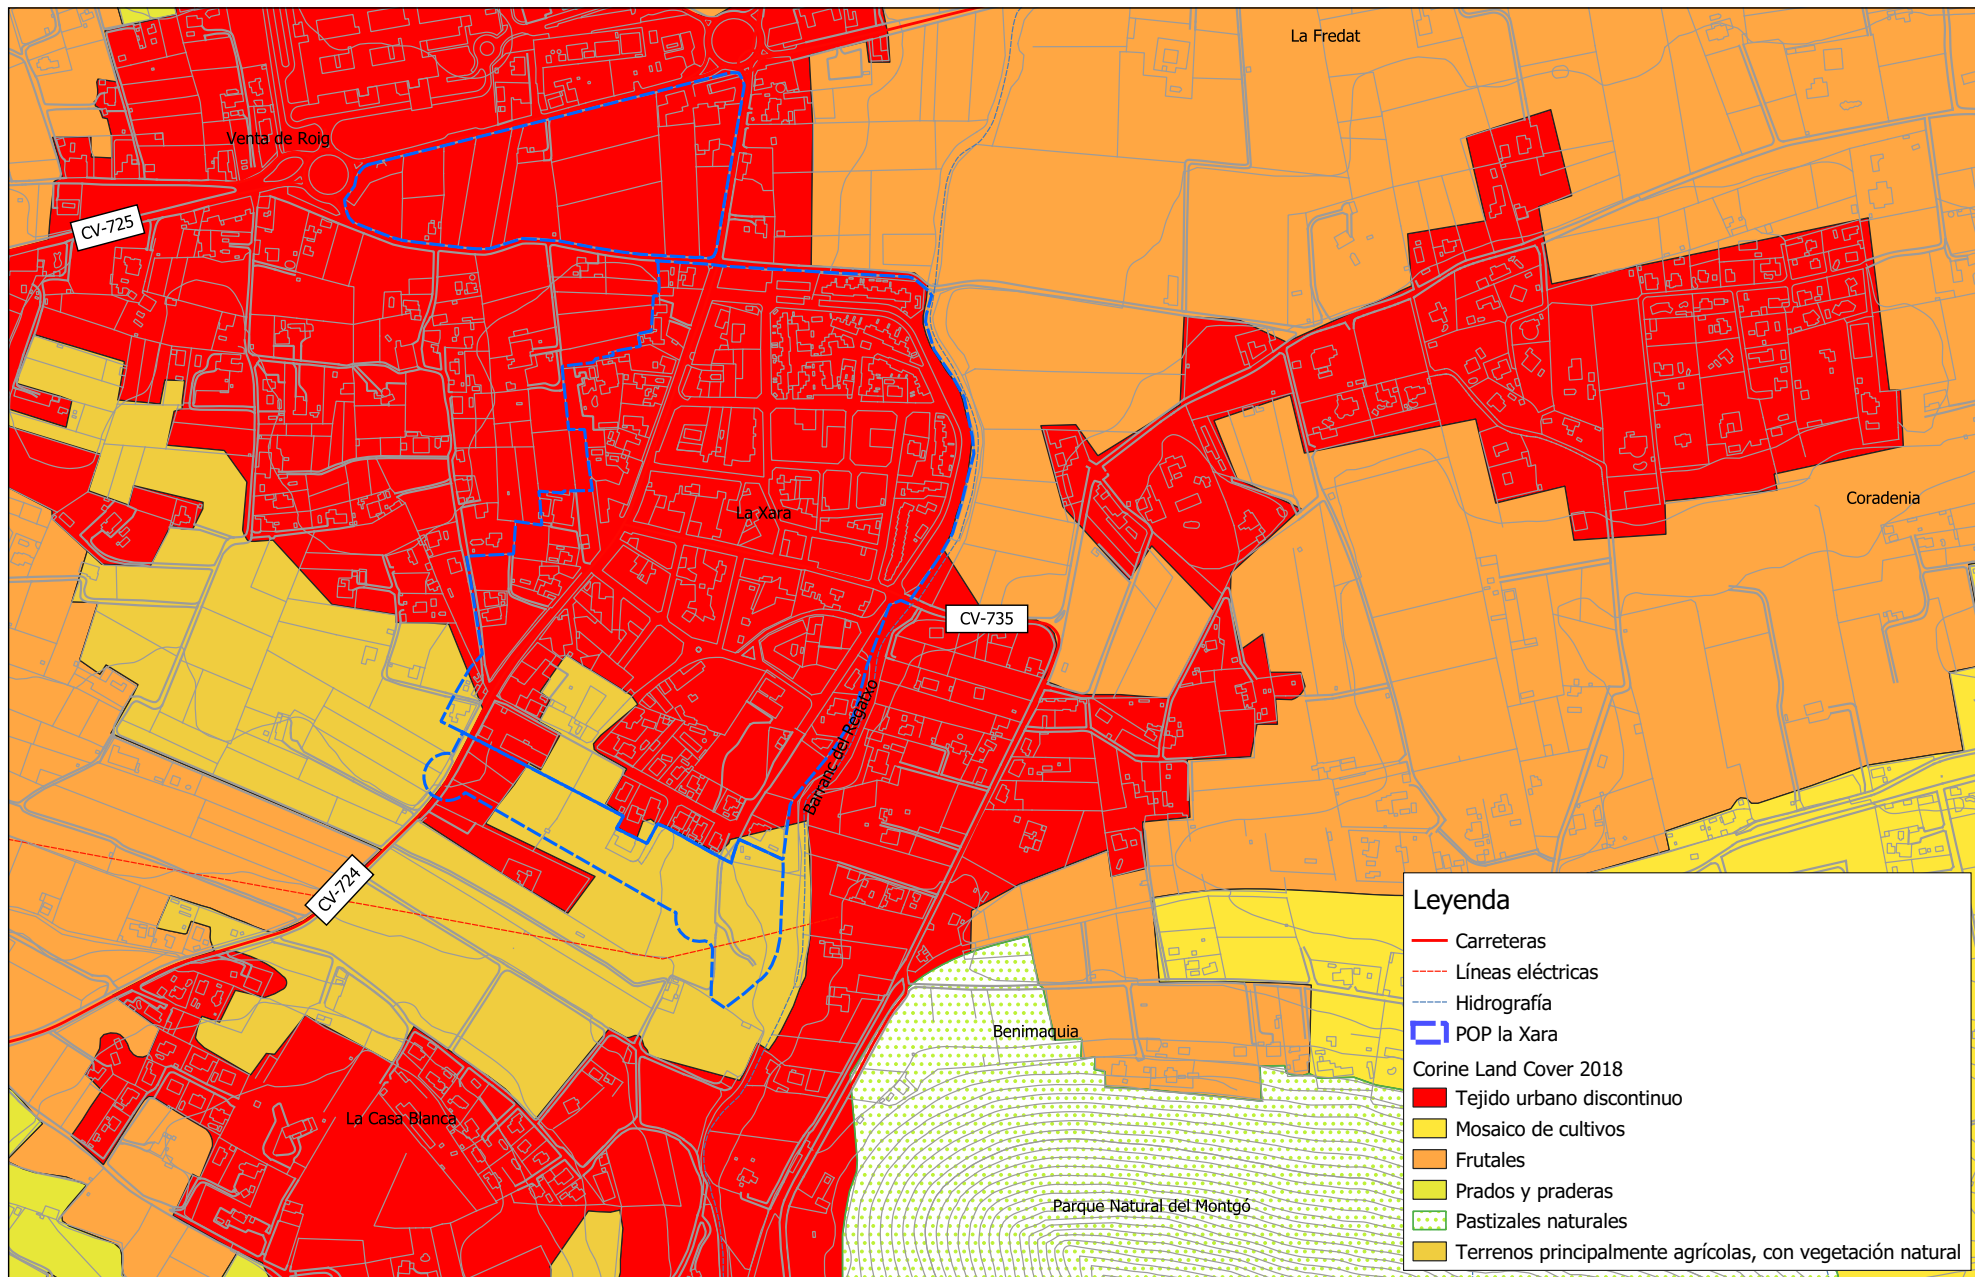 La Fredat
Venta de Roig
CV-725
Coradenia
La Xara
CV-735
Barranc del Regatxo
CV-724
Benimaquia
La Casa Blanca
Parque Natural del Montgó
Leyenda
Carreteras
Líneas eléctricas
Hidrografía
POP la Xara
Corine Land Cover 2018
Tejido urbano discontinuo
Mosaico de cultivos
Frutales
Prados y praderas
Pastizales naturales
Terrenos principalmente agrícolas, con vegetación natural